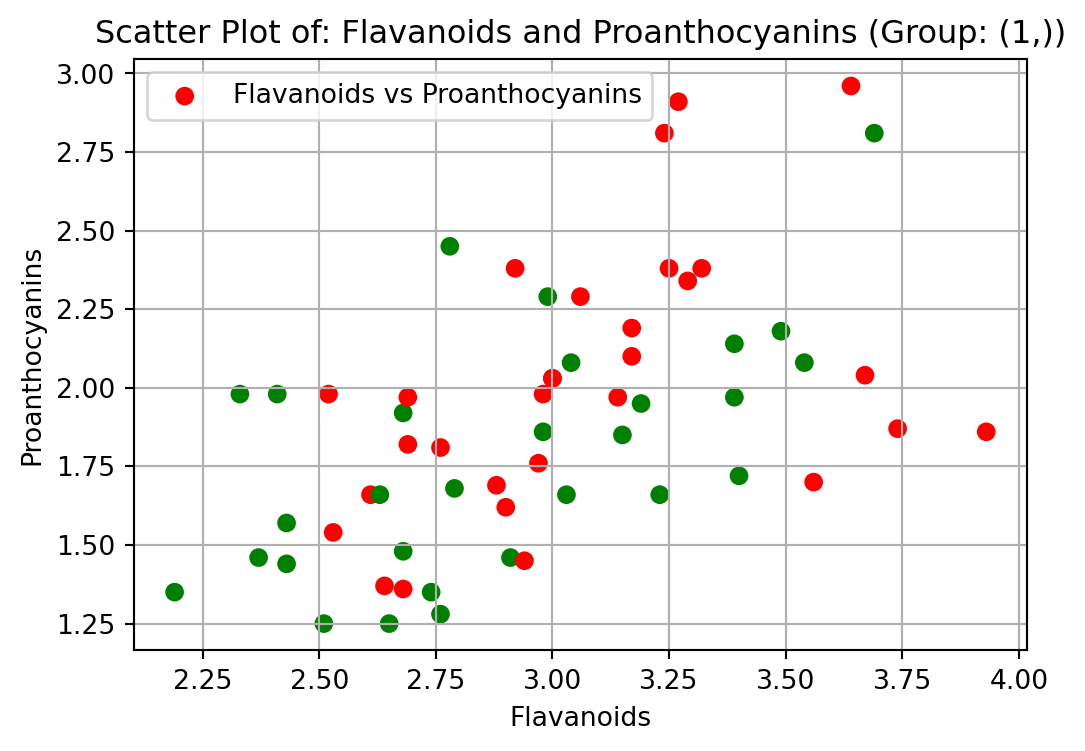 Scatter Plot of: Flavanoids and Proanthocyanins (Group: (1,))
Flavanoids vs Proanthocyanins
Proanthocyanins
3.00
2.75
2.50
2.25
2.00
1.75
1.50
1.25
2.25 2.50 2.75 3.00 3.25 3.50 3.75 4.00
Flavanoids